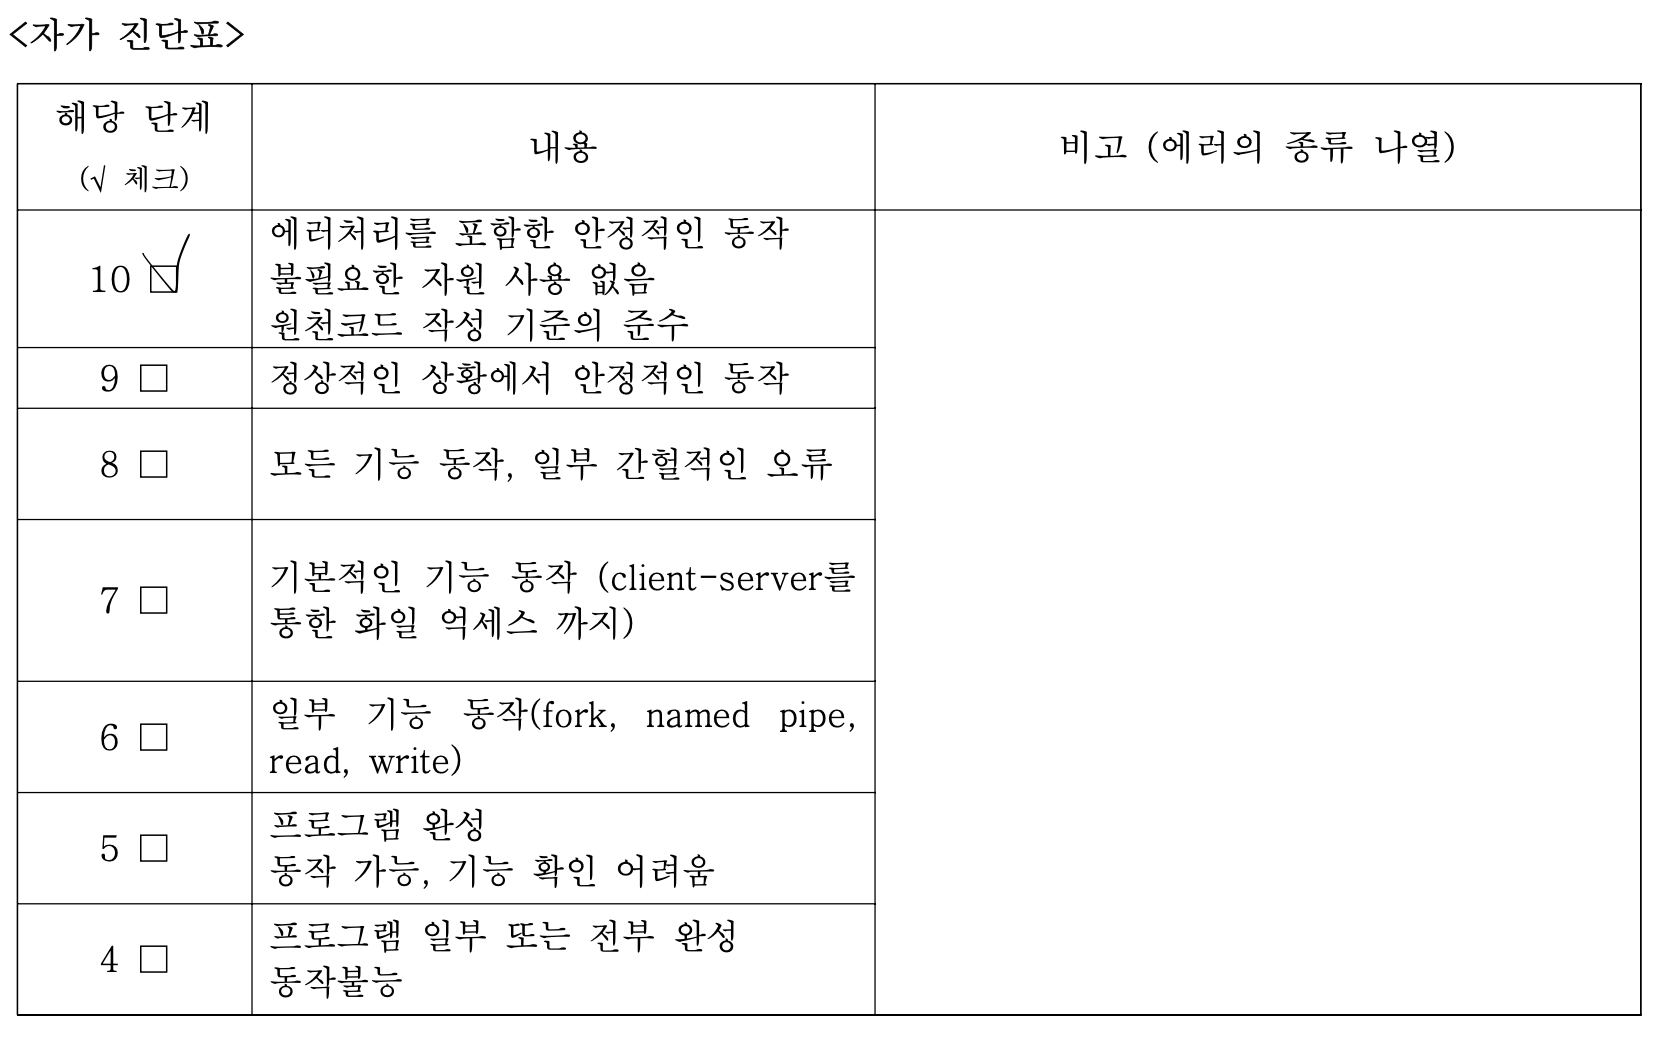 <자가 진단표>
해당 단계
(√ 체크)
내용
비고 (에러의 종류 나열)
10 ☑
에러처리를 포함한 안정적인 동작
불필요한 자원 사용 없음
원천코드 작성 기준의 준수
9 □
정상적인 상황에서 안정적인 동작
8 □
모든 기능 동작, 일부 간헐적인 오류
7 □
기본적인 기능 동작 (client-server를
통한 화일 억세스 까지)
6 □
일부 기능 동작(fork, named pipe,
read, write)
5 □
프로그램 완성
동작 가능, 기능 확인 어려움
4 □
프로그램 일부 또는 전부 완성
동작불능